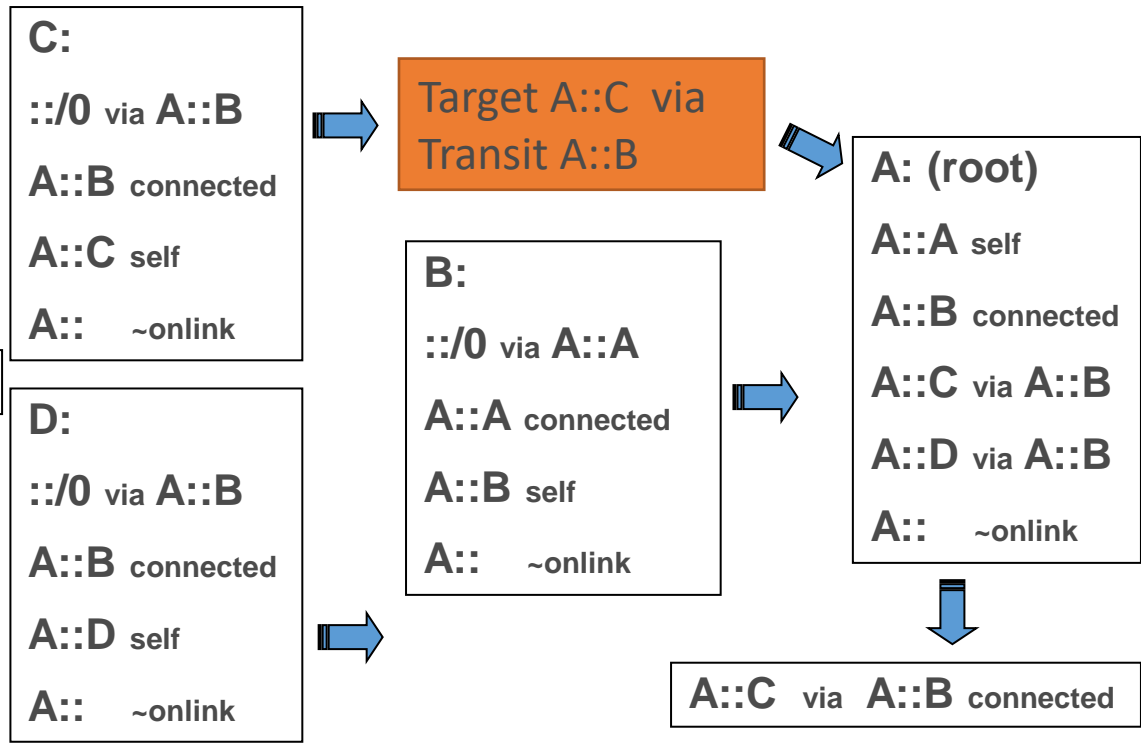 C:
::/0 via A::B
A::B connected
A::C self
A:: ~onlink
Target A::C via
Transit A::B
A: (root)
A::A self
A::B connected
A::C via A::B
A::D via A::B
A:: ~onlink
B:
::/0 via A::A
A::A connected
A::B self
A:: ~onlink
D:
::/0 via A::B
A::B connected
A::D self
A:: ~onlink
A::C via A::B connected